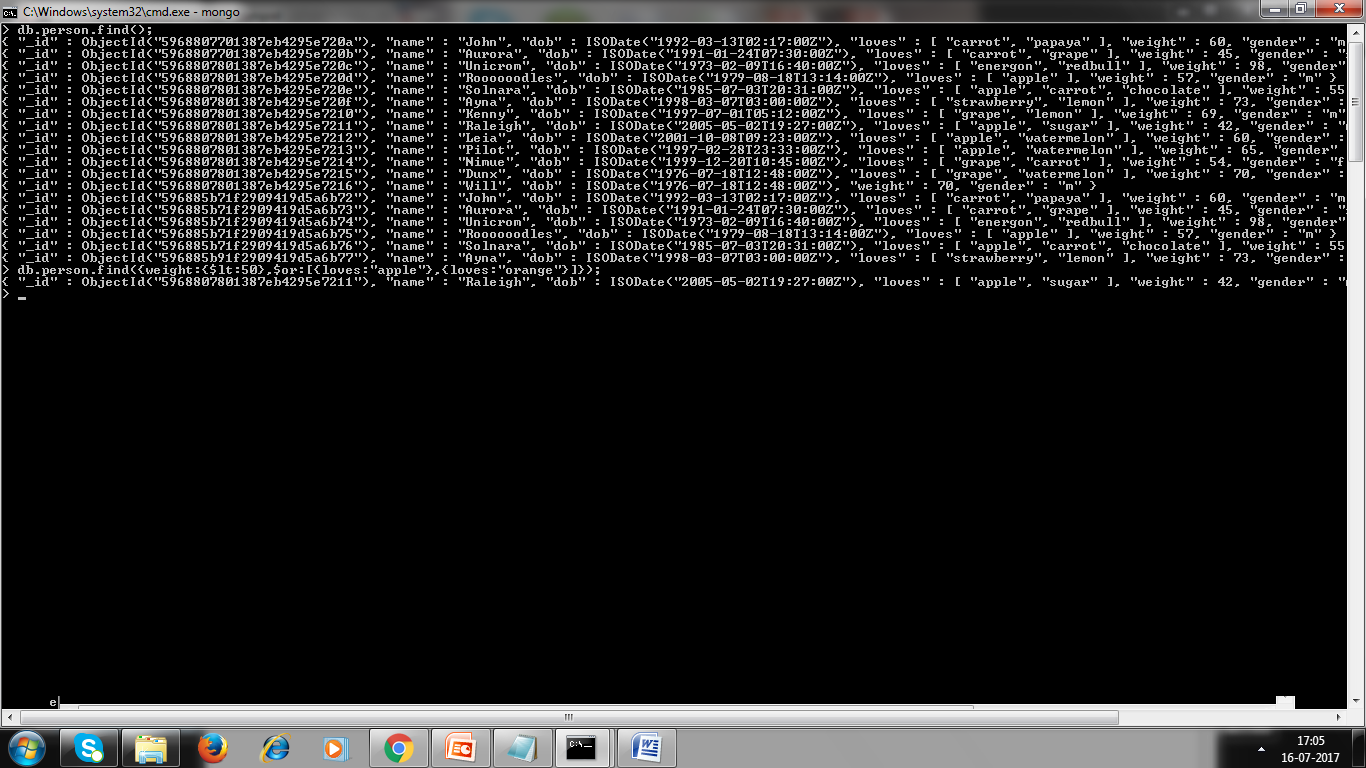 C:\Windows\system32\cmd.exe - mongo
> db.person.find();
{ "_id" : ObjectId("5968807701387eb4295e720a"), "name" : "John", "dob" : ISODate("1992-03-13T02:17:00Z"), "loves" : [ "carrot", "papaya" ], "weight" : 60, "gender" : "m
{ "_id" : ObjectId("5968807801387eb4295e720b"), "name" : "Aurora", "dob" : ISODate("1991-01-24T07:30:00Z"), "loves" : [ "carrot", "grape" ], "weight" : 45, "gender" : "
{ "_id" : ObjectId("5968807801387eb4295e720c"), "name" : "Unicrom", "dob" : ISODate("1973-02-09T16:40:00Z"), "loves" : [ "energon", "redbull" ], "weight" : 98, "gender"
{ "_id" : ObjectId("5968807801387eb4295e720d"), "name" : "Roooooodles", "dob" : ISODate("1979-08-18T13:14:00Z"), "loves" : [ "apple" ], "weight" : 57, "gender" : "m" }
{ "_id" : ObjectId("5968807801387eb4295e720e"), "name" : "Solnara", "dob" : ISODate("1985-07-03T20:31:00Z"), "loves" : [ "apple", "carrot", "chocolate" ], "weight" : 55
{ "_id" : ObjectId("5968807801387eb4295e720f"), "name" : "Ayna", "dob" : ISODate("1998-03-07T03:00:00Z"), "loves" : [ "strawberry", "lemon" ], "weight" : 73, "gender" :
{ "_id" : ObjectId("5968807801387eb4295e7210"), "name" : "Kenny", "dob" : ISODate("1997-07-01T05:12:00Z"), "loves" : [ "grape", "lemon" ], "weight" : 69, "gender" : "m"
{ "_id" : ObjectId("5968807801387eb4295e7211"), "name" : "Raleigh", "dob" : ISODate("2005-05-02T19:27:00Z"), "loves" : [ "apple", "sugar" ], "weight" : 42, "gender" : "
{ "_id" : ObjectId("5968807801387eb4295e7212"), "name" : "Leia", "dob" : ISODate("2001-10-08T09:23:00Z"), "loves" : [ "apple", "watermelon" ], "weight" : 60, "gender" :
{ "_id" : ObjectId("5968807801387eb4295e7213"), "name" : "Pilot", "dob" : ISODate("1997-02-28T23:33:00Z"), "loves" : [ "apple", "watermelon" ], "weight" : 65, "gender"
{ "_id" : ObjectId("5968807801387eb4295e7214"), "name" : "Nimue", "dob" : ISODate("1999-12-20T10:45:00Z"), "loves" : [ "grape", "carrot" ], "weight" : 54, "gender" : "f
{ "_id" : ObjectId("5968807801387eb4295e7215"), "name" : "Dunx", "dob" : ISODate("1976-07-18T12:48:00Z"), "loves" : [ "grape", "watermelon" ], "weight" : 70, "gender" :
{ "_id" : ObjectId("5968807801387eb4295e7216"), "name" : "Will", "dob" : ISODate("1976-07-18T12:48:00Z"), "weight" : 70, "gender" : "m" }
{ "_id" : ObjectId("596885b71f2909419d5a6b72"), "name" : "John", "dob" : ISODate("1992-03-13T02:17:00Z"), "loves" : [ "carrot", "papaya" ], "weight" : 60, "gender" : "m
{ "_id" : ObjectId("596885b71f2909419d5a6b73"), "name" : "Aurora", "dob" : ISODate("1991-01-24T07:30:00Z"), "loves" : [ "carrot", "grape" ], "weight" : 45, "gender" : "
{ "_id" : ObjectId("596885b71f2909419d5a6b74"), "name" : "Unicrom", "dob" : ISODate("1973-02-09T16:40:00Z"), "loves" : [ "energon", "redbull" ], "weight" : 98, "gender"
{ "_id" : ObjectId("596885b71f2909419d5a6b75"), "name" : "Roooooodles", "dob" : ISODate("1979-08-18T13:14:00Z"), "loves" : [ "apple" ], "weight" : 57, "gender" : "m" }
{ "_id" : ObjectId("596885b71f2909419d5a6b76"), "name" : "Solnara", "dob" : ISODate("1985-07-03T20:31:00Z"), "loves" : [ "apple", "carrot", "chocolate" ], "weight" : 55
{ "_id" : ObjectId("596885b91f2909419d5a6b77"), "name" : "Ayna", "dob" : ISODate("1998-03-07T03:00:00Z"), "loves" : [ "strawberry", "lemon" ], "weight" : 73, "gender" :
> db.person.find({weight:{$lt:50},$or:[{loves:"apple"},{loves:"orange"}]});
{ "_id" : ObjectId("5968807801387eb4295e7211"), "name" : "Raleigh", "dob" : ISODate("2005-05-02T19:27:00Z"), "loves" : [ "apple", "sugar" ], "weight" : 42, "gender" : "
> _
e
C:\_
17:05
16-07-2017